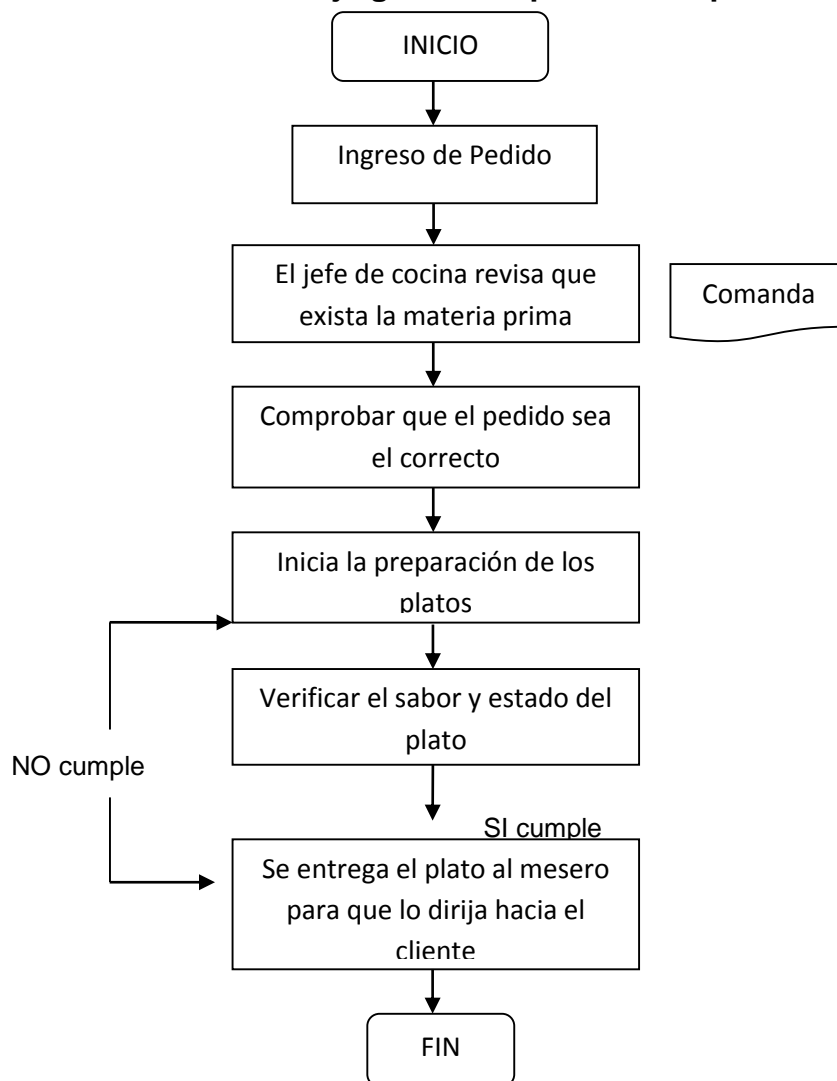 INICIO
Ingreso de Pedido
El jefe de cocina revisa que
exista la materia prima
Comanda
Comprobar que el pedido sea
el correcto
Inicia la preparación de los
platos
Verificar el sabor y estado del
plato
NO cumple
SI cumple
Se entrega el plato al mesero
para que lo dirija hacia el
cliente
FIN